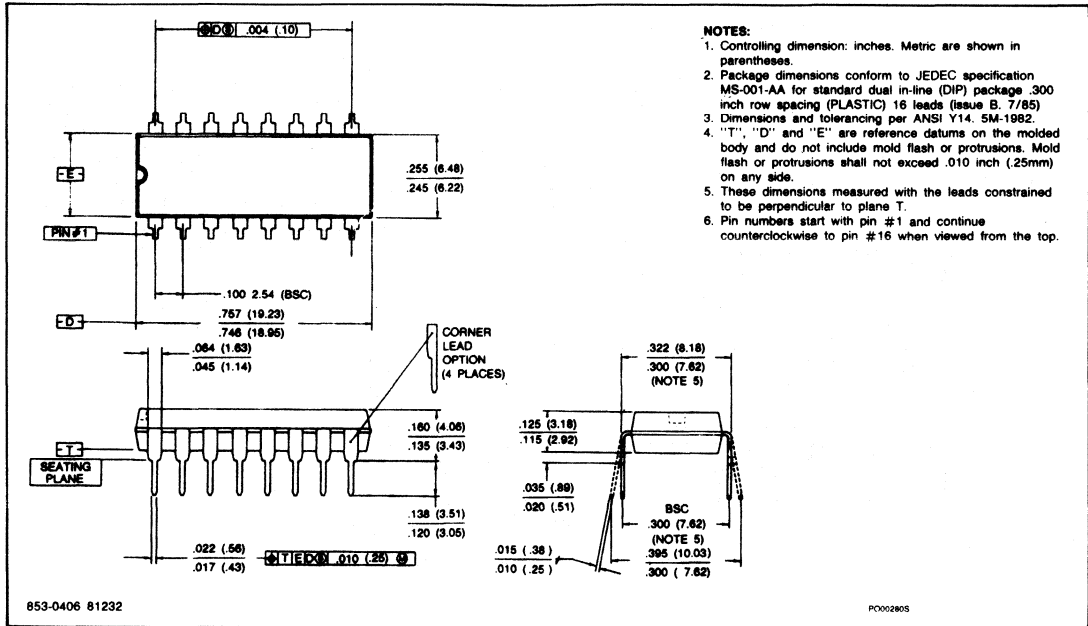 ⌖ D Ⓢ .004 (.10)
-E-
.255 (6.48)
.245 (6.22)
PIN #1
.100 2.54 (BSC)
-D-
.757 (19.23)
.746 (18.95)
.064 (1.63)
.045 (1.14)
CORNER
LEAD
OPTION
(4 PLACES)
.160 (4.06)
.135 (3.43)
-T-
SEATING
PLANE
.138 (3.51)
.120 (3.05)
.022 (.56)
.017 (.43)
⌖ T E D Ⓢ .010 (.25) Ⓜ
NOTES:
1. Controlling dimension: inches. Metric are shown in
parentheses.
2. Package dimensions conform to JEDEC specification
MS-001-AA for standard dual in-line (DIP) package .300
inch row spacing (PLASTIC) 16 leads (issue B. 7/85)
3. Dimensions and tolerancing per ANSI Y14. 5M-1982.
4. "T", "D" and "E" are reference datums on the molded
body and do not include mold flash or protrusions. Mold
flash or protrusions shall not exceed .010 inch (.25mm)
on any side.
5. These dimensions measured with the leads constrained
to be perpendicular to plane T.
6. Pin numbers start with pin #1 and continue
counterclockwise to pin #16 when viewed from the top.
.322 (8.18)
.300 (7.62)
(NOTE 5)
.125 (3.18)
.115 (2.92)
.035 (.89)
.020 (.51)
BSC
.300 (7.62)
(NOTE 5)
.015 (.38 )
.010 (.25 )
.395 (10.03)
.300 ( 7.62)
853-0406 81232
PO00280S